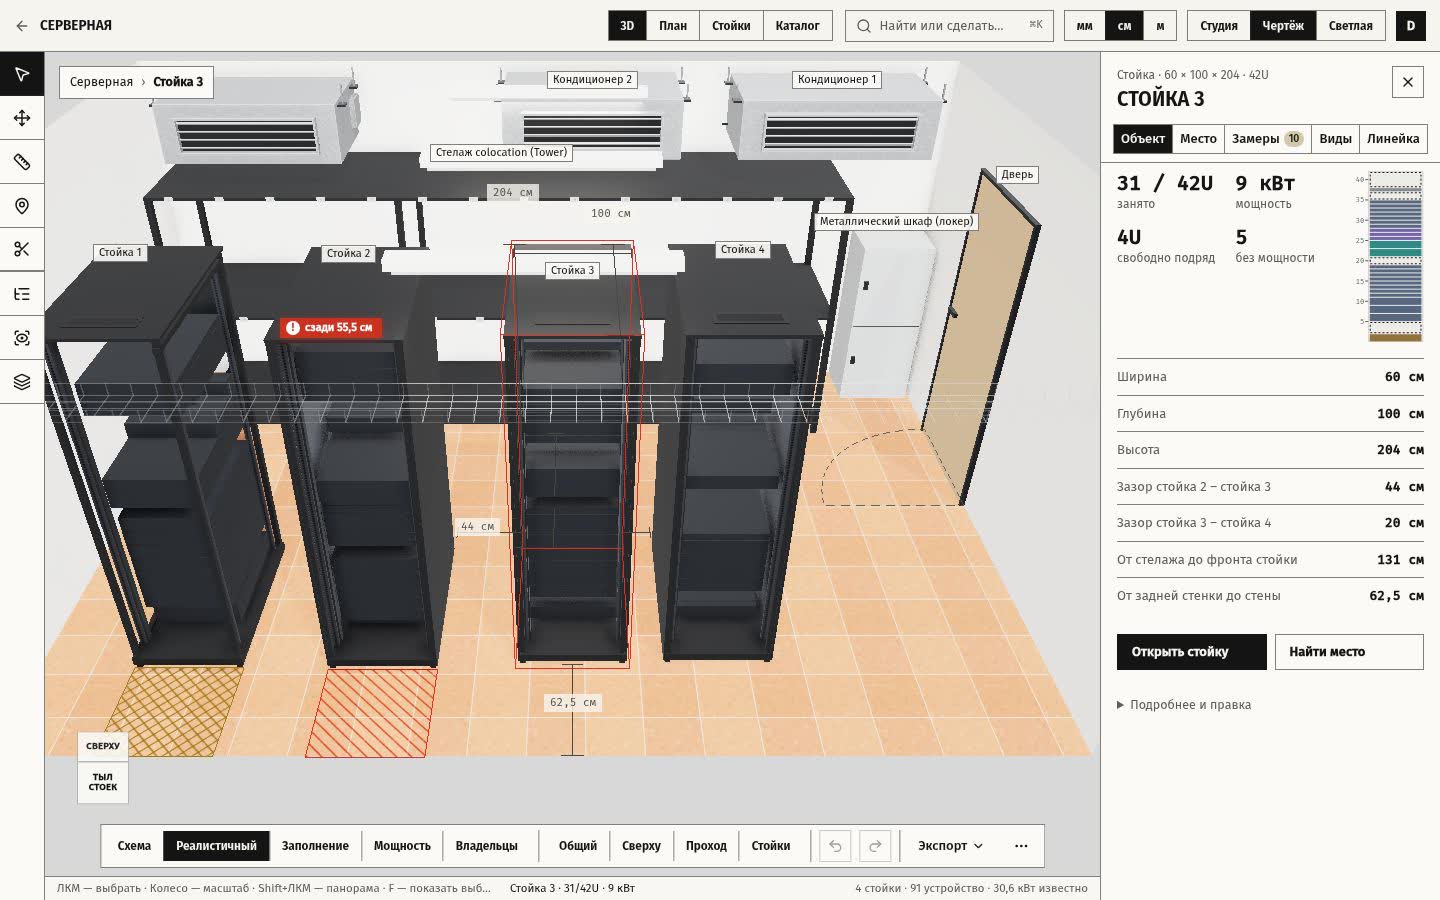 СЕРВЕРНАЯ
3D План Стойки Каталог
Найти или сделать... ⌘K
мм см м
Студия Чертёж Светлая
D
Серверная › Стойка 3
Кондиционер 2
Кондиционер 1
Стелаж colocation (Tower)
204 см
100 см
Дверь
Металлический шкаф (локер)
Стойка 1
Стойка 2
Стойка 3
Стойка 4
! сзади 55,5 см
44 см
62,5 см
СВЕРХУ
ТЫЛ
СТОЕК
Схема Реалистичный Заполнение Мощность Владельцы Общий Сверху Проход Стойки Экспорт
ЛКМ — выбрать · Колесо — масштаб · Shift+ЛКМ — панорама · F — показать выб...
Стойка 3 · 31/42U · 9 кВт
4 стойки · 91 устройство · 30,6 кВт известно
Стойка · 60 × 100 × 204 · 42U
СТОЙКА 3
Объект Место Замеры 10 Виды Линейка
31 / 42U
занято
9 кВт
мощность
4U
свободно подряд
5
без мощности
40
35
30
25
20
15
10
5
Ширина 60 см
Глубина 100 см
Высота 204 см
Зазор стойка 2 – стойка 3 44 см
Зазор стойка 3 – стойка 4 20 см
От стелажа до фронта стойки 131 см
От задней стенки до стены 62,5 см
Открыть стойку
Найти место
Подробнее и правка